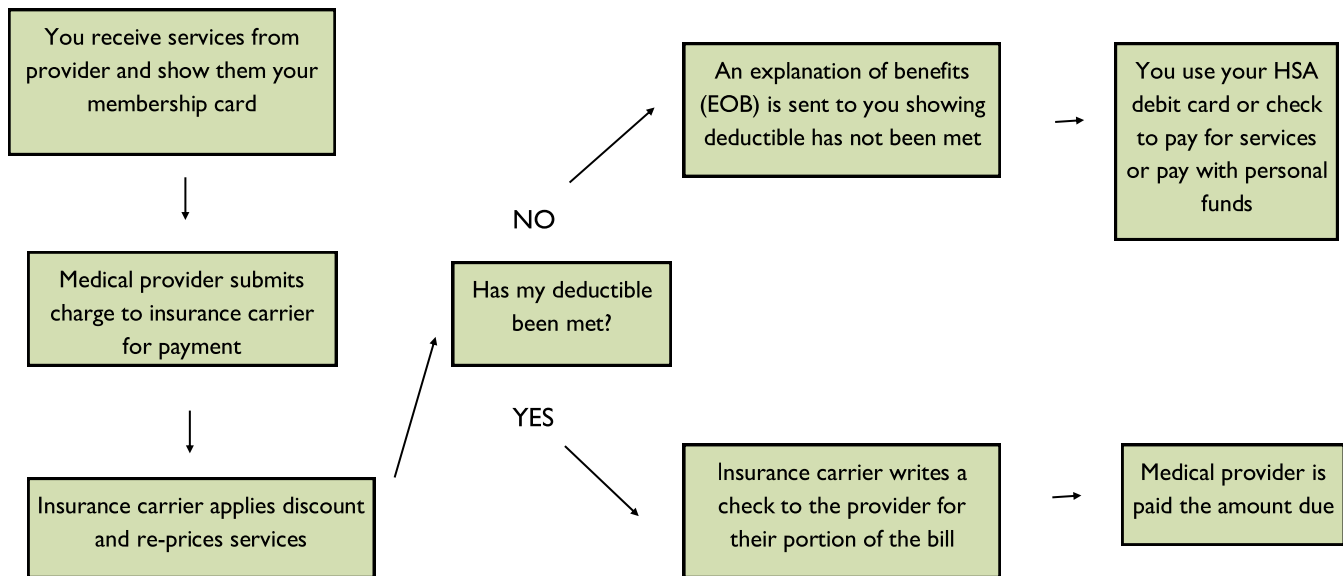 You receive services from
provider and show them your
membership card
Medical provider submits
charge to insurance carrier
for payment
Insurance carrier applies discount
and re-prices services
Has my deductible
been met?
NO
An explanation of benefits
(EOB) is sent to you showing
deductible has not been met
You use your HSA
debit card or check
to pay for services
or pay with personal
funds
YES
Insurance carrier writes a
check to the provider for
their portion of the bill
Medical provider is
paid the amount due